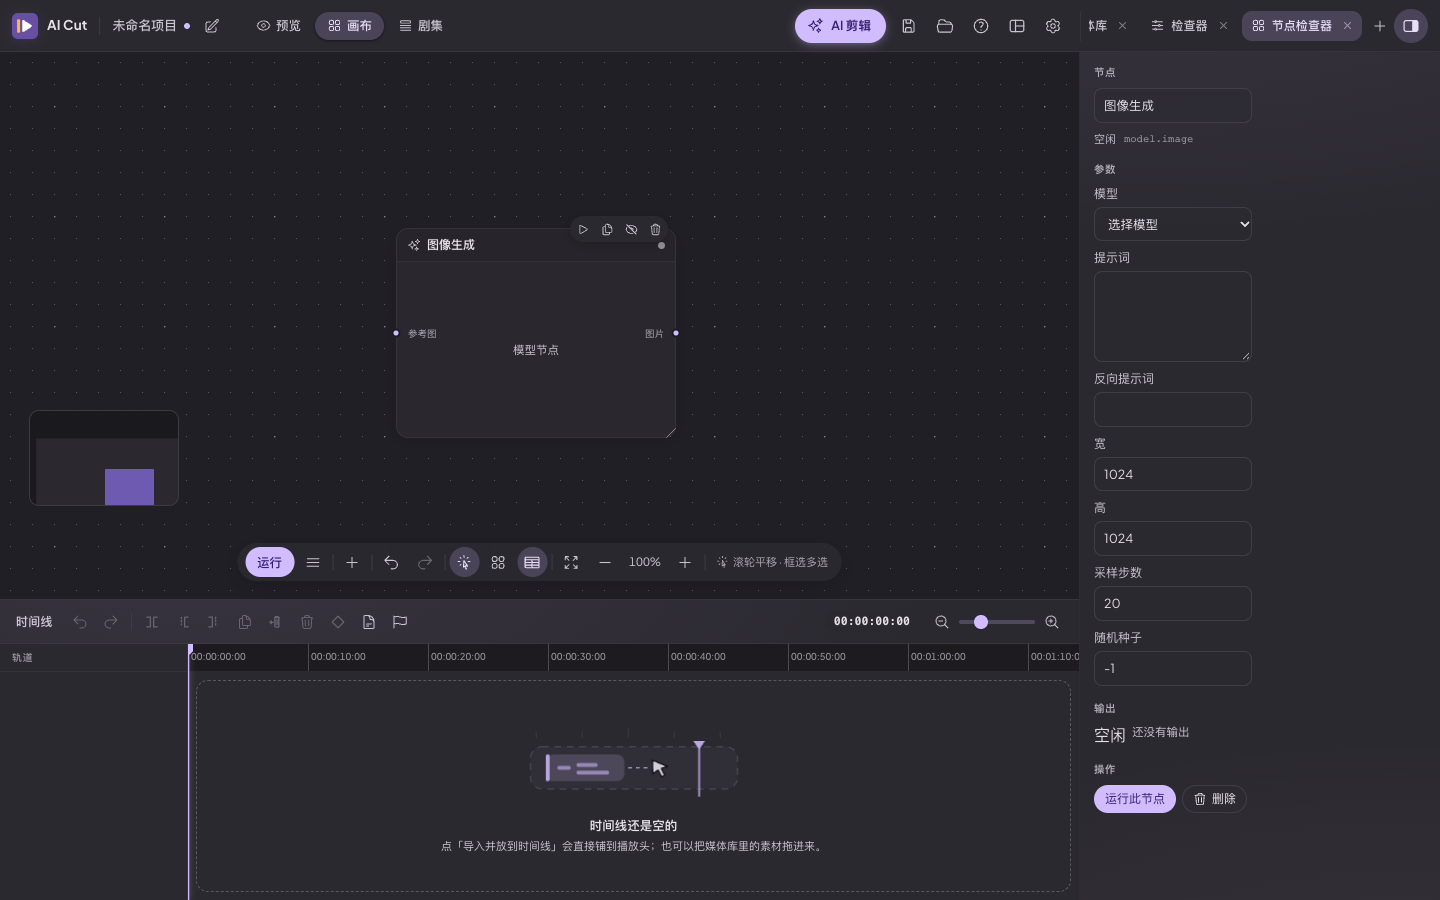 AI Cut
未命名项目
预览
画布
剧集
AI 剪辑
体库
检查器
节点检查器
节点
图像生成
空闲 model.image
参数
模型
选择模型
提示词
反向提示词
宽
1024
高
1024
采样步数
20
随机种子
-1
输出
空闲 还没有输出
操作
运行此节点
删除
图像生成
参考图
图片
模型节点
运行
100%
滚轮平移 · 框选多选
时间线
00:00:00:00
轨道
00:00:00:00
00:00:10:00
00:00:20:00
00:00:30:00
00:00:40:00
00:00:50:00
00:01:00:00
00:01:10:0
时间线还是空的
点「导入并放到时间线」会直接铺到播放头；也可以把媒体库里的素材拖进来。